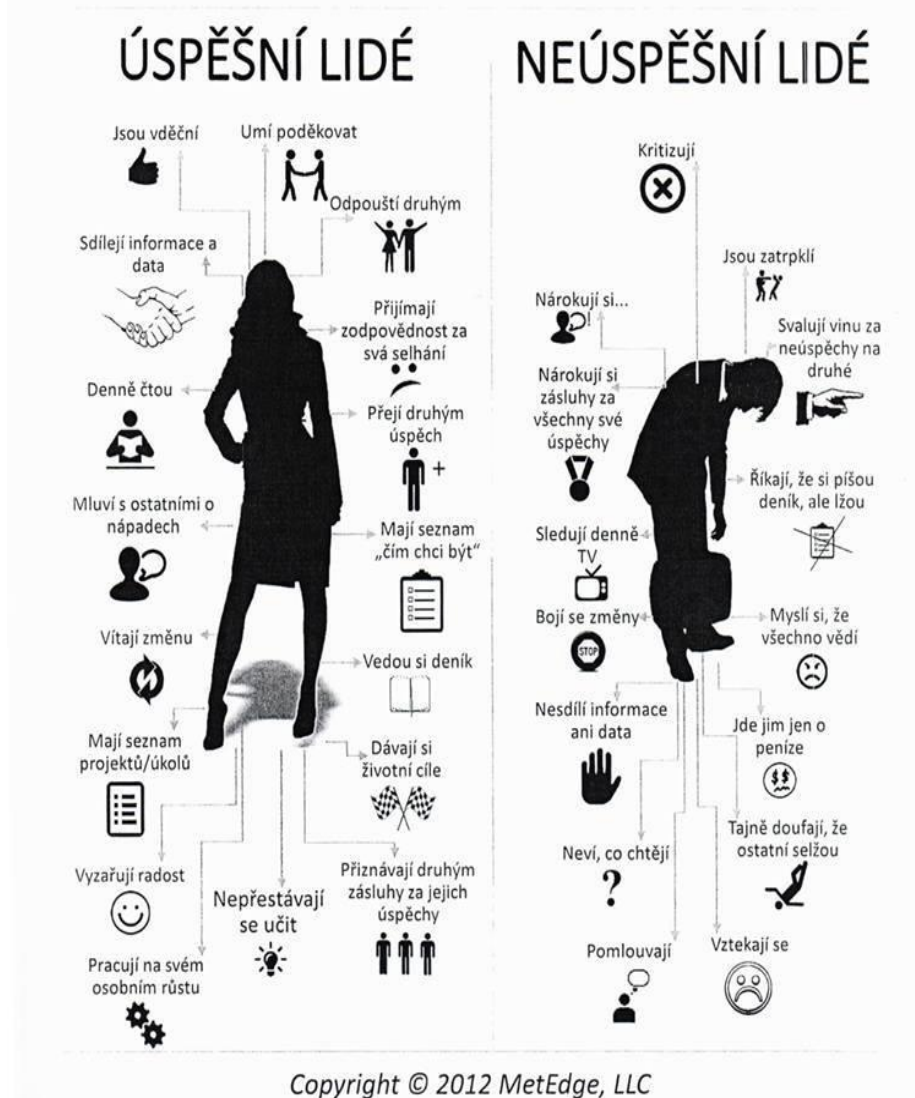 ÚSPĚŠNÍ LIDÉ
Jsou vděční
Umí poděkovat
Odpouští druhým
Sdílejí informace a
data
Přijímají
zodpovědnost za
svá selhání
Denně čtou
Přejí druhým
úspěch
Mluví s ostatními o
nápadech
Mají seznam
„čím chci být“
Vítají změnu
Vedou si deník
Mají seznam
projektů/úkolů
Dávají si
životní cíle
Vyzařují radost
Nepřestávají
se učit
Přiznávají druhým
zásluhy za jejich
úspěchy
Pracují na svém
osobním růstu
NEÚSPĚŠNÍ LIDÉ
Kritizují
Jsou zatrpklí
Nárokují si...
!
Svalují vinu za
neúspěchy na
druhé
Nárokují si
zásluhy za
všechny své
úspěchy
Říkají, že si píšou
deník, ale lžou
Sledují denně
TV
Bojí se změny
STOP
Myslí si, že
všechno vědí
Nesdílí informace
ani data
Jde jim jen o
peníze
$$
Neví, co chtějí
?
Tajně doufají, že
ostatní selžou
Pomlouvají
Vztekají se
Copyright © 2012 MetEdge, LLC